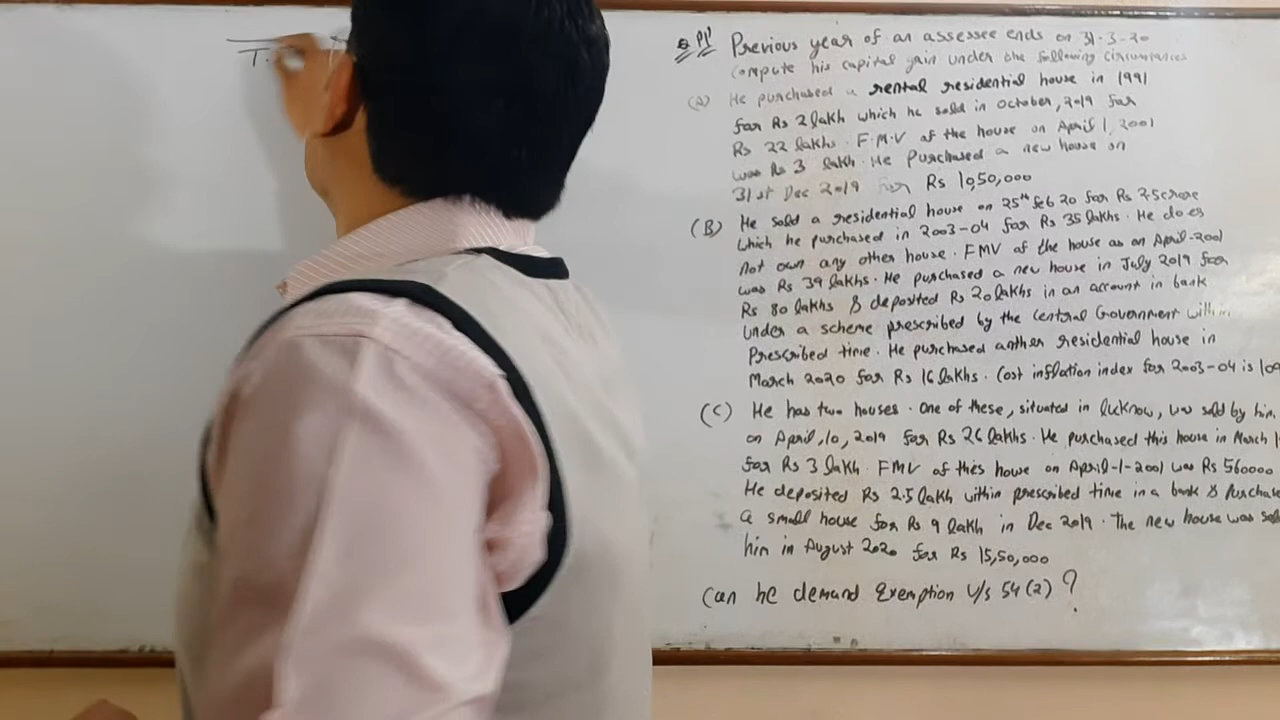 T.
Previous year of an assessee ends on 31-3-20
compute his capital gain under the following circumstances
(A) He purchased a rental residential house in 1991
for Rs 2 lakh which he sold in October, 2019 for
Rs 22 lakhs. F.M.V of the house on April 1, 2001
was Rs 3 lakh. He purchased a new house on
31st Dec 2019 for Rs 1050,000
(B) He sold a residential house on 25th feb 20 for Rs crore
which he purchased in 2003-04 for Rs 35 lakhs. He does
not own any other house. FMV of the house as on April-2001
was Rs 39 lakhs. He purchased a new house in July 2019 for
Rs 80 lakhs & deposited Rs 20 lakhs in an account in bank
under a scheme prescribed by the central Government within
Prescribed time. He purchased anther residential house in
March 2020 for Rs 16 lakhs. Cost inflation index for 2003-04 is 109
(C) He has two houses. One of these, situated in lucknow, was sold by him
on April, 10, 2019 for Rs 26 lakhs. He purchased this house in March
for Rs 3 lakh. FMV of this house on April-1-2001 was Rs 560000
He deposited Rs 2.5 lakh within prescribed time in a bank & Purchase
a small house for Rs 9 lakh in Dec 2019. The new house was
him in August 2020 for Rs 15,50,000
Can he demand Exemption U/s 54(2) ?